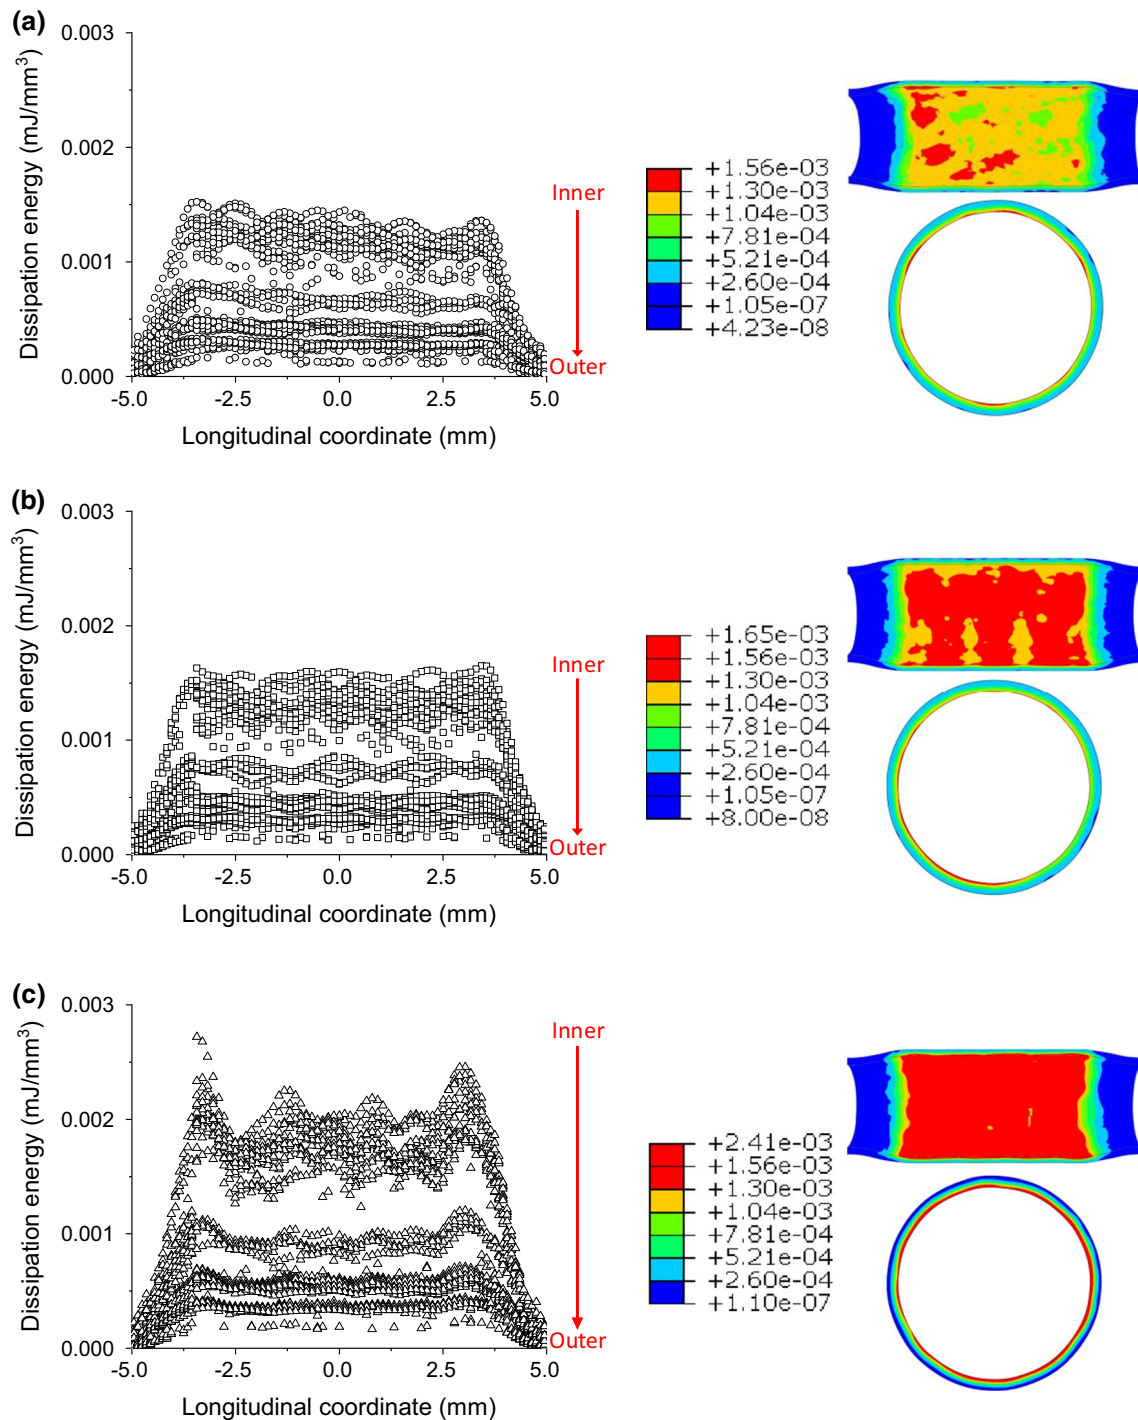 (a)
Dissipation energy (mJ/mm³)
0.003
0.002
0.001
0.000
-5.0 -2.5 0.0 2.5 5.0
Longitudinal coordinate (mm)
Inner
Outer
+1.56e-03
+1.30e-03
+1.04e-03
+7.81e-04
+5.21e-04
+2.60e-04
+1.05e-07
+4.23e-08
(b)
Dissipation energy (mJ/mm³)
0.003
0.002
0.001
0.000
-5.0 -2.5 0.0 2.5 5.0
Longitudinal coordinate (mm)
Inner
Outer
+1.65e-03
+1.56e-03
+1.30e-03
+1.04e-03
+7.81e-04
+5.21e-04
+2.60e-04
+1.05e-07
+8.00e-08
(c)
Dissipation energy (mJ/mm³)
0.003
0.002
0.001
0.000
-5.0 -2.5 0.0 2.5 5.0
Longitudinal coordinate (mm)
Inner
Outer
+2.41e-03
+1.56e-03
+1.30e-03
+1.04e-03
+7.81e-04
+5.21e-04
+2.60e-04
+1.10e-07